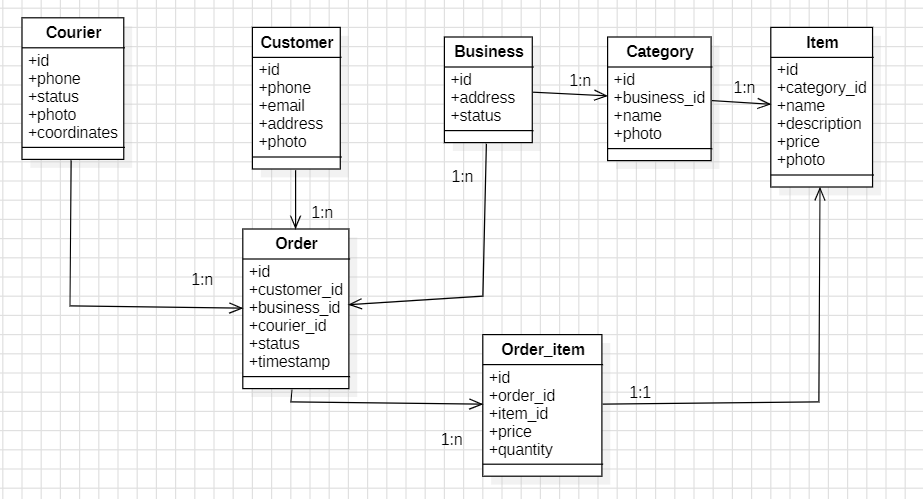 Courier
+id
+phone
+status
+photo
+coordinates
Customer
+id
+phone
+email
+address
+photo
Business
+id
+address
+status
1:n
Category
+id
+business_id
+name
+photo
1:n
Item
+id
+category_id
+name
+description
+price
+photo
1:n
1:n
1:n
Order
+id
+customer_id
+business_id
+courier_id
+status
+timestamp
1:n
Order_item
+id
+order_id
+item_id
+price
+quantity
1:1